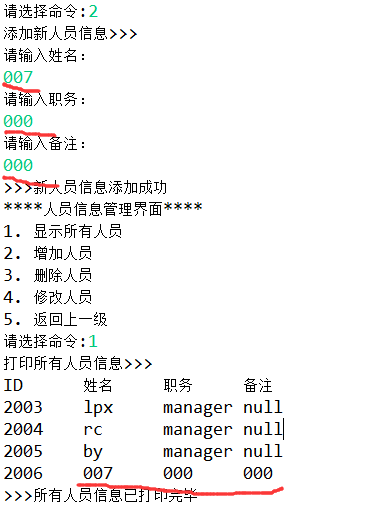 请选择命令:2
添加新人员信息>>>
请输入姓名:
007
请输入职务:
000
请输入备注:
000
>>>新人员信息添加成功
****人员信息管理界面****
1. 显示所有人员
2. 增加人员
3. 删除人员
4. 修改人员
5. 返回上一级
请选择命令:1
打印所有人员信息>>>
ID 姓名 职务 备注
2003 lpx manager null
2004 rc manager null
2005 by manager null
2006 007 000 000
>>>所有人员信息已打印完毕